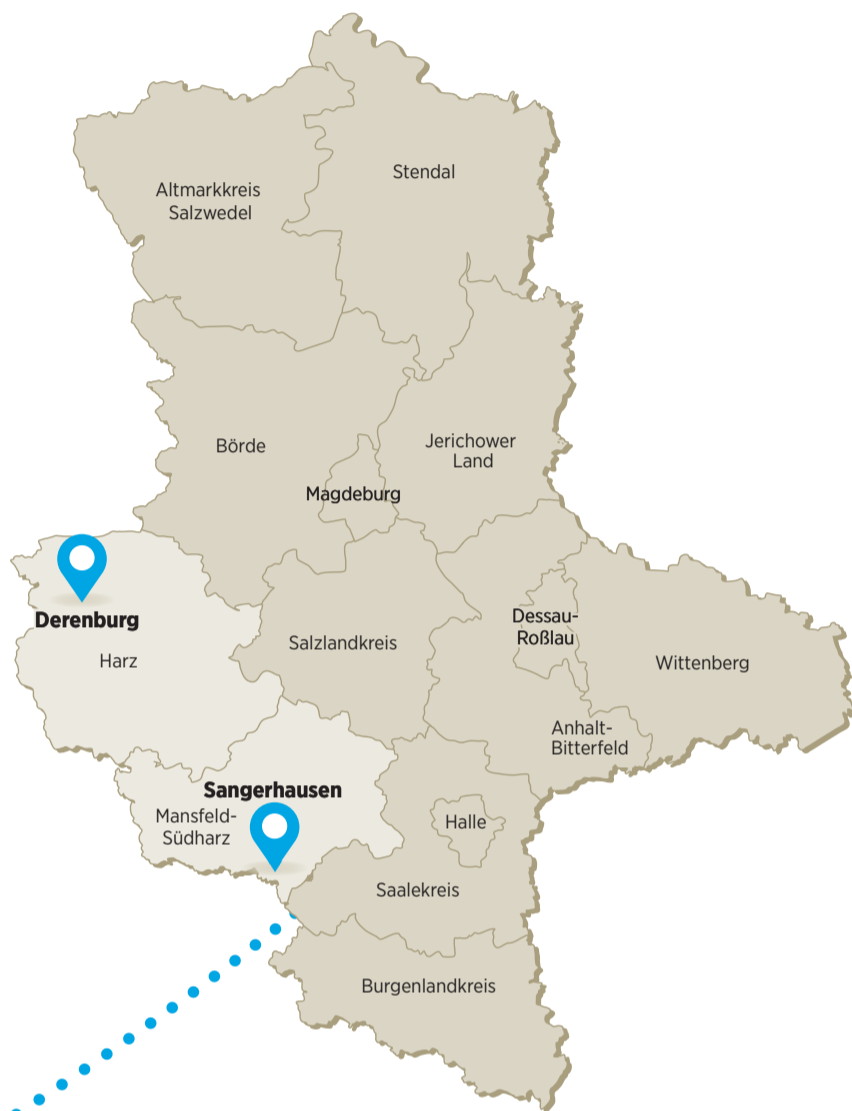 Stendal
Altmarkkreis
Salzwedel
Börde
Jerichower
Land
Magdeburg
Derenburg
Harz
Salzlandkreis
Dessau-
Roßlau
Wittenberg
Anhalt-
Bitterfeld
Sangerhausen
Mansfeld-
Südharz
Halle
Saalekreis
Burgenlandkreis